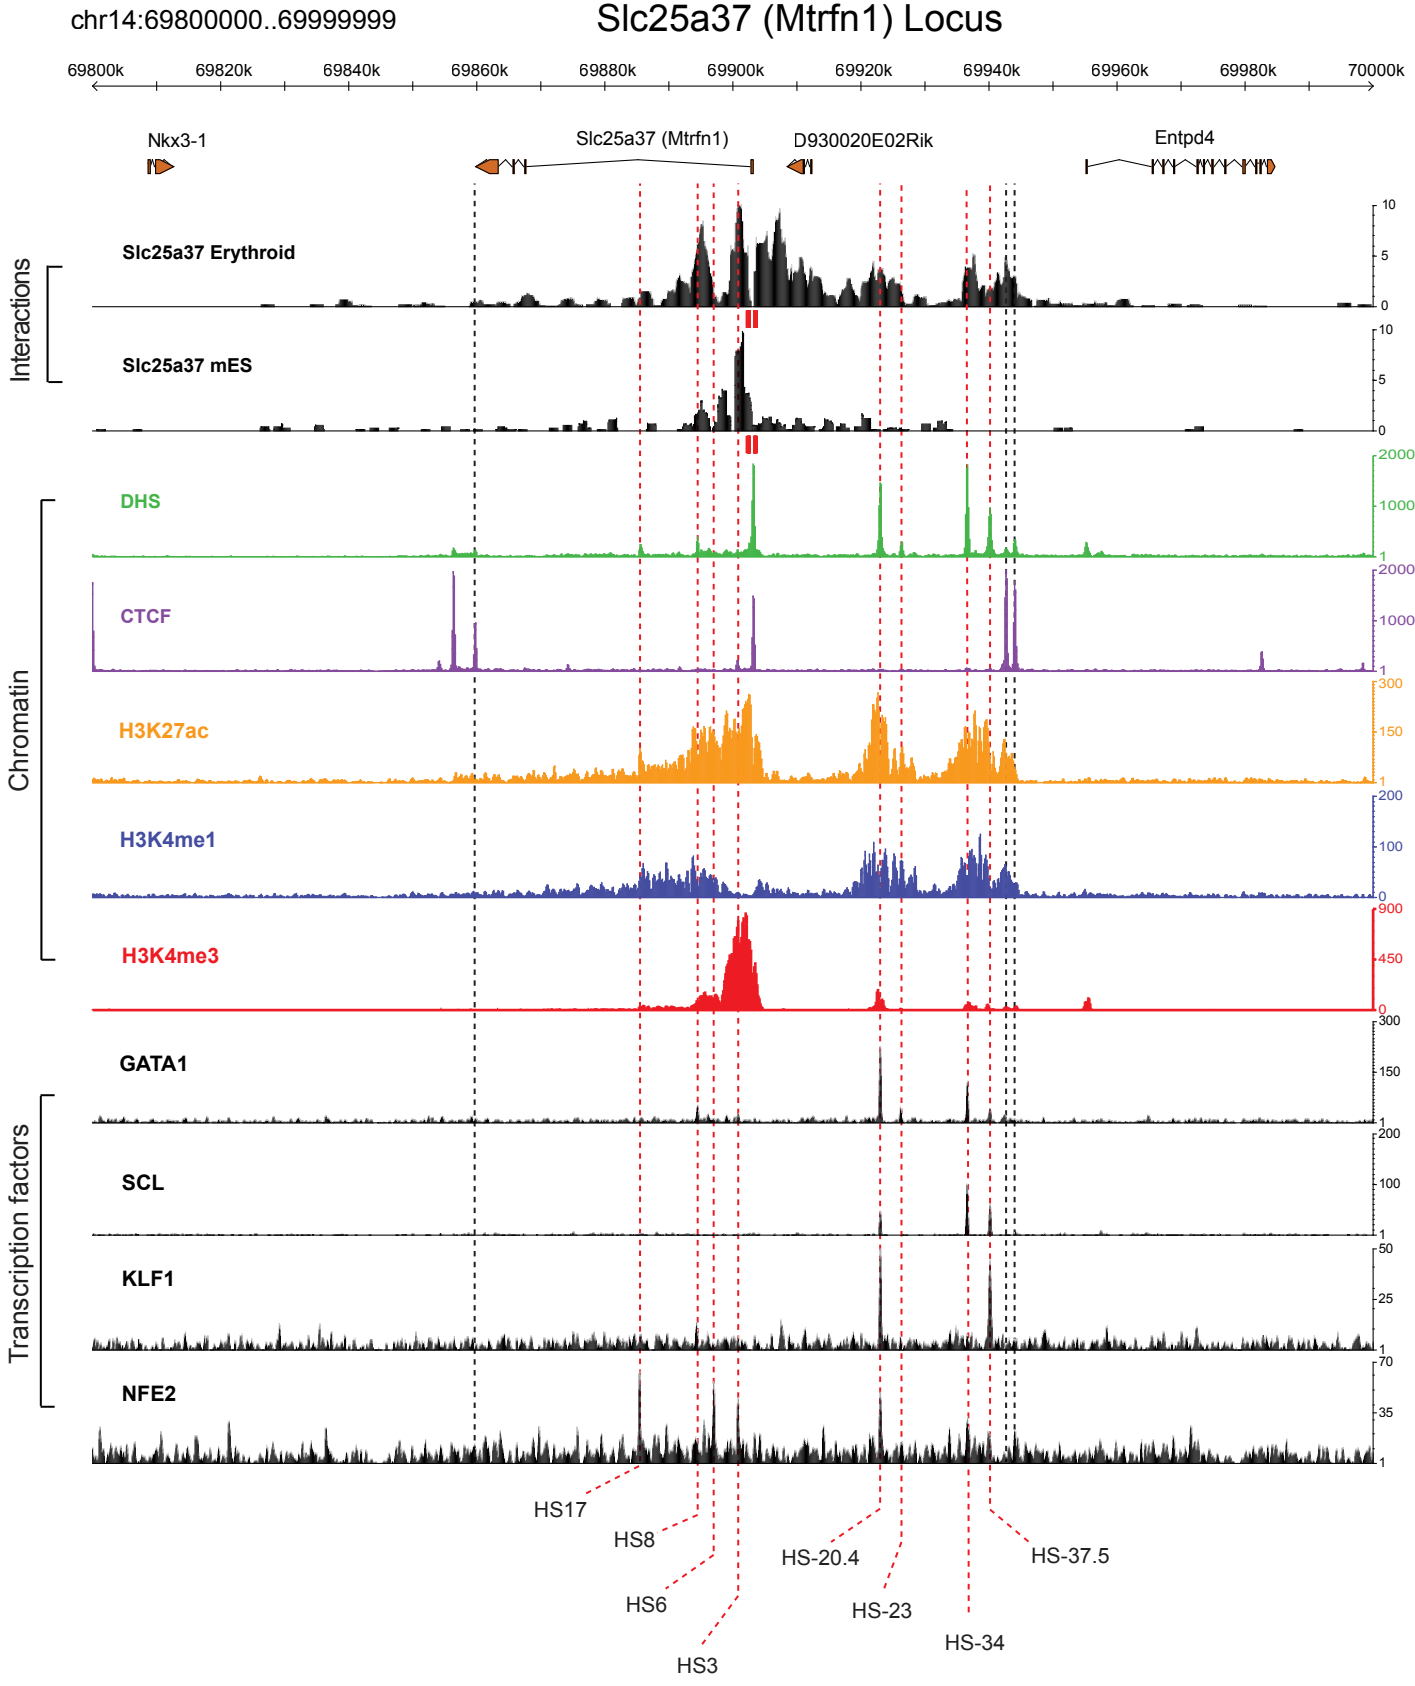 chr14:69800000..69999999
Slc25a37 (Mtrfn1) Locus
69800k 69820k 69840k 69860k 69880k 69900k 69920k 69940k 69960k 69980k 70000k
Nkx3-1
Slc25a37 (Mtrfn1)
D930020E02Rik
Entpd4
Interactions
Slc25a37 Erythroid
10
5
0
Slc25a37 mES
10
5
0
Chromatin
DHS
2000
1000
1
CTCF
2000
1000
1
H3K27ac
300
150
1
H3K4me1
200
100
0
H3K4me3
900
450
0
Transcription factors
GATA1
300
150
1
SCL
200
100
1
KLF1
50
25
1
NFE2
70
35
1
HS17
HS8
HS6
HS3
HS-20.4
HS-23
HS-34
HS-37.5